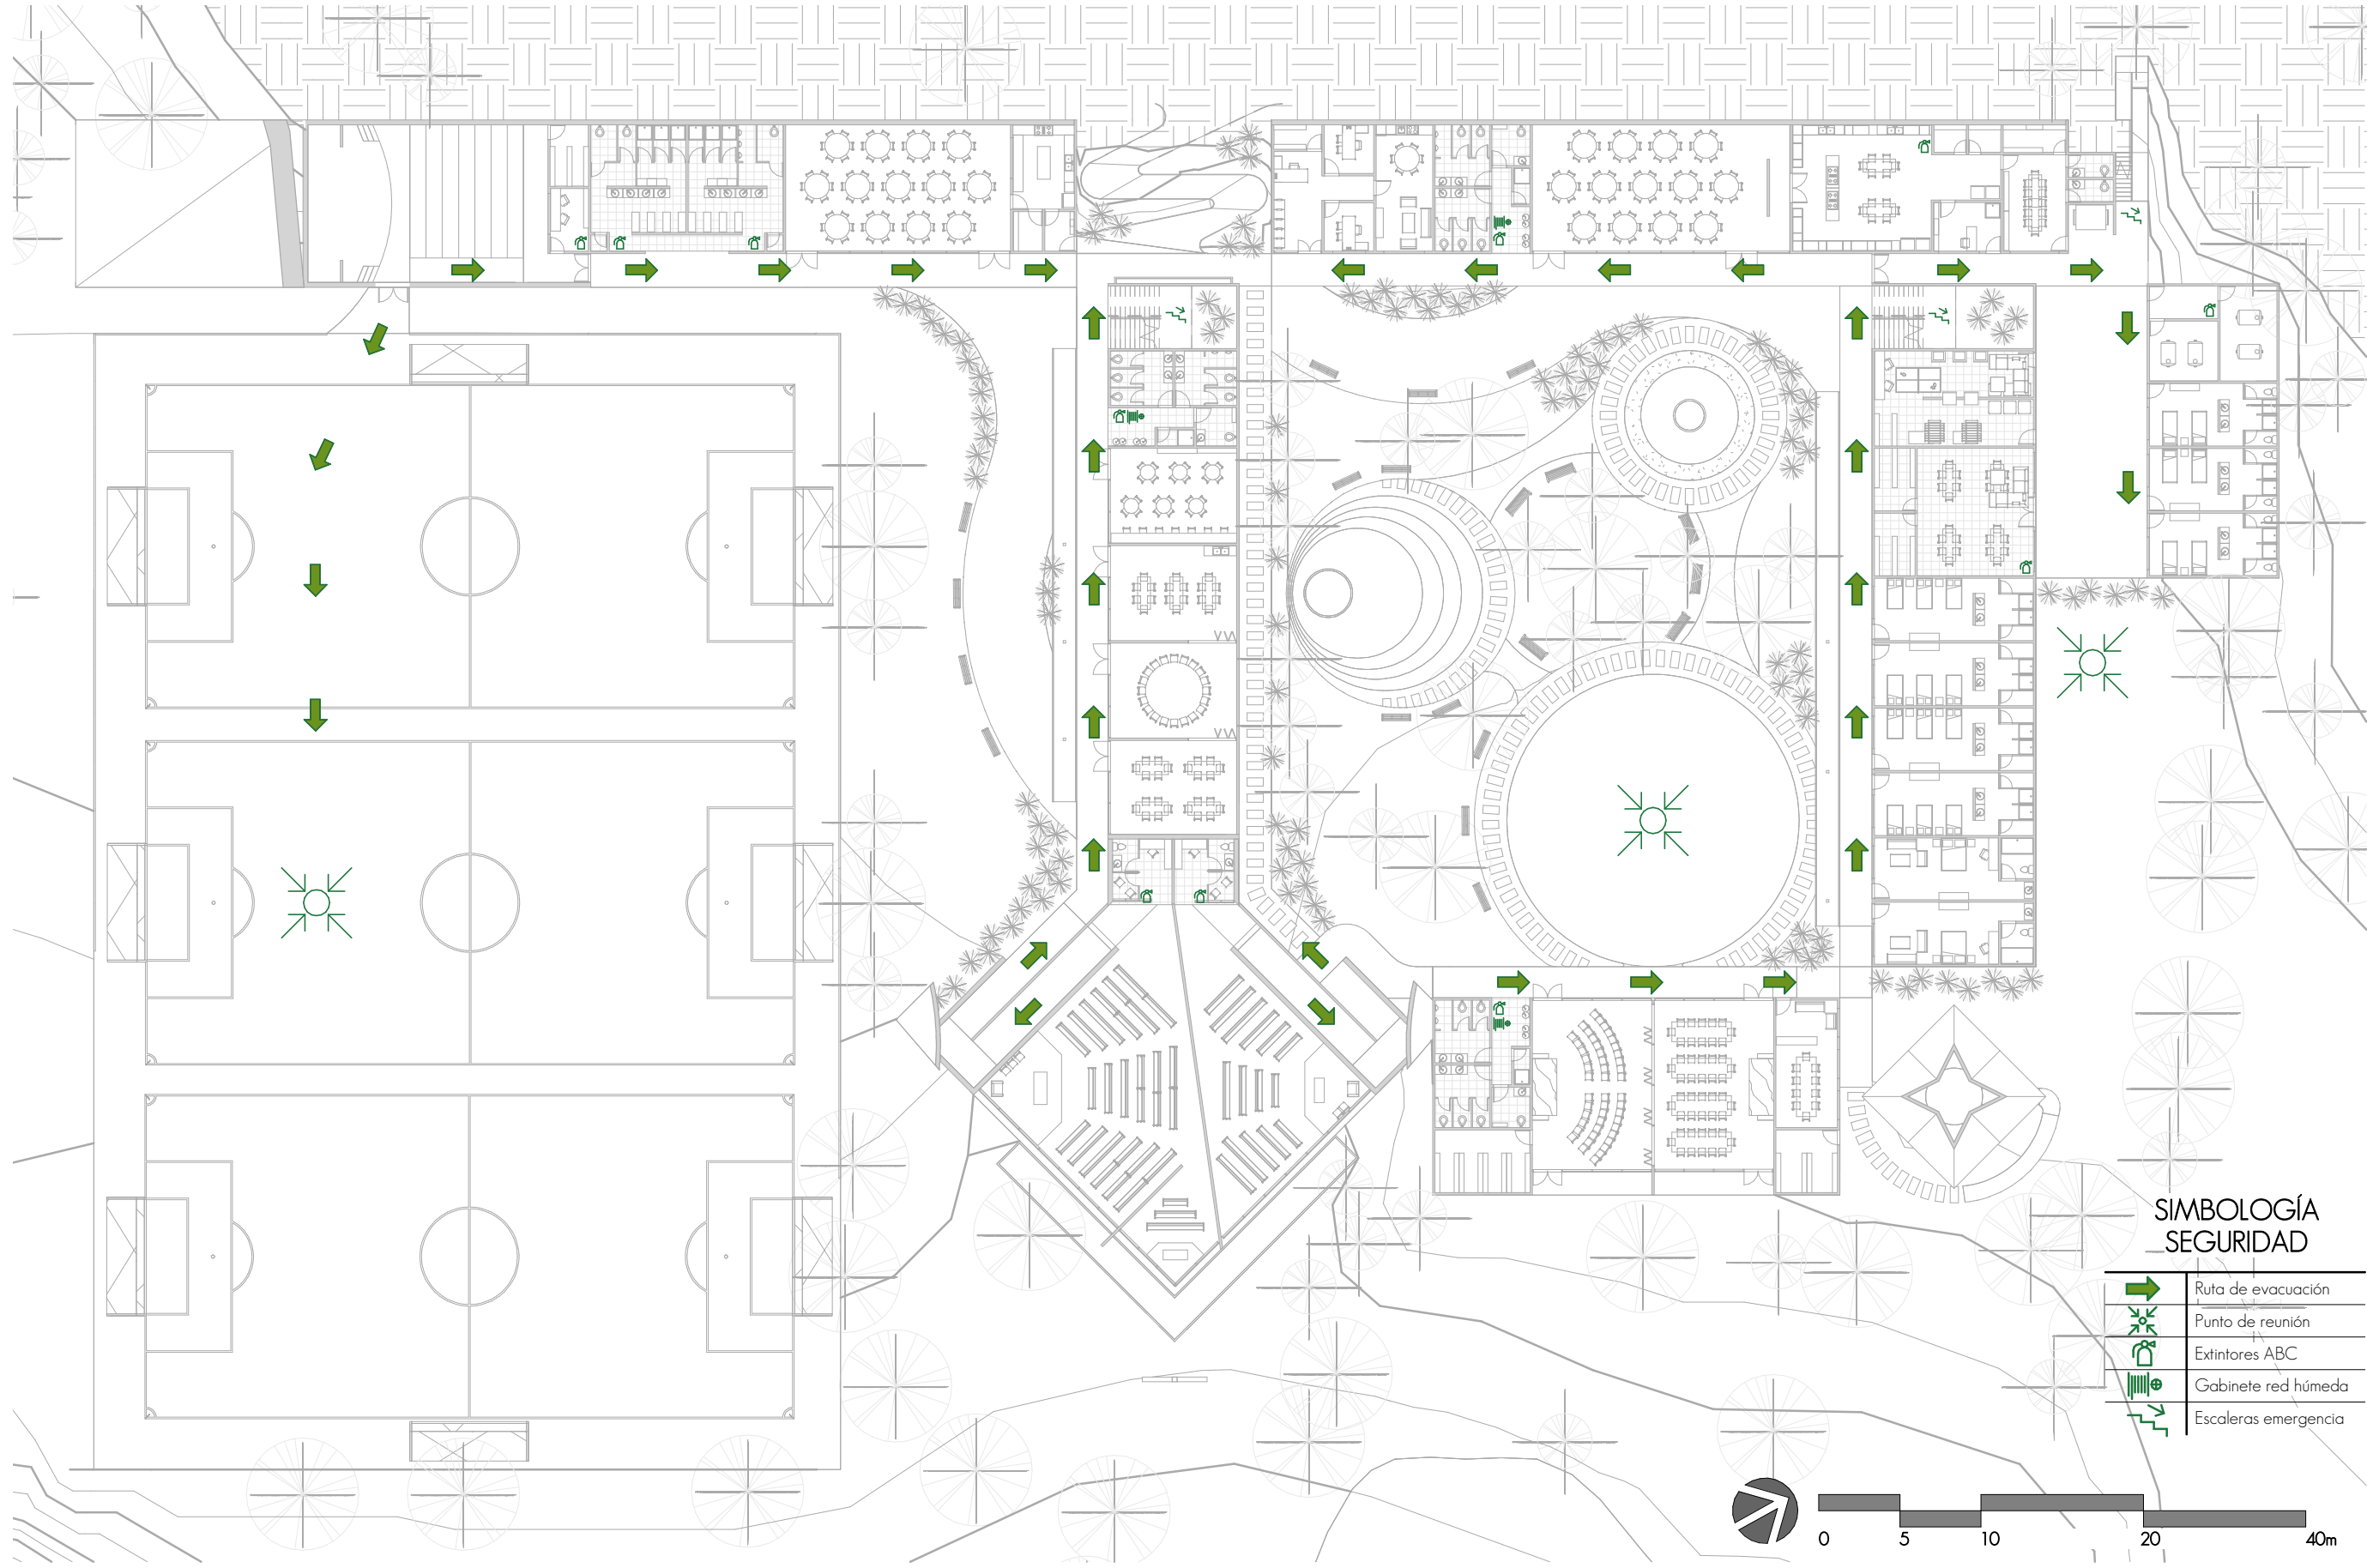 SIMBOLOGÍA
SEGURIDAD
Ruta de evacuación
Punto de reunión
Extintores ABC
Gabinete red húmeda
Escaleras emergencia
0 5 10 20 40m